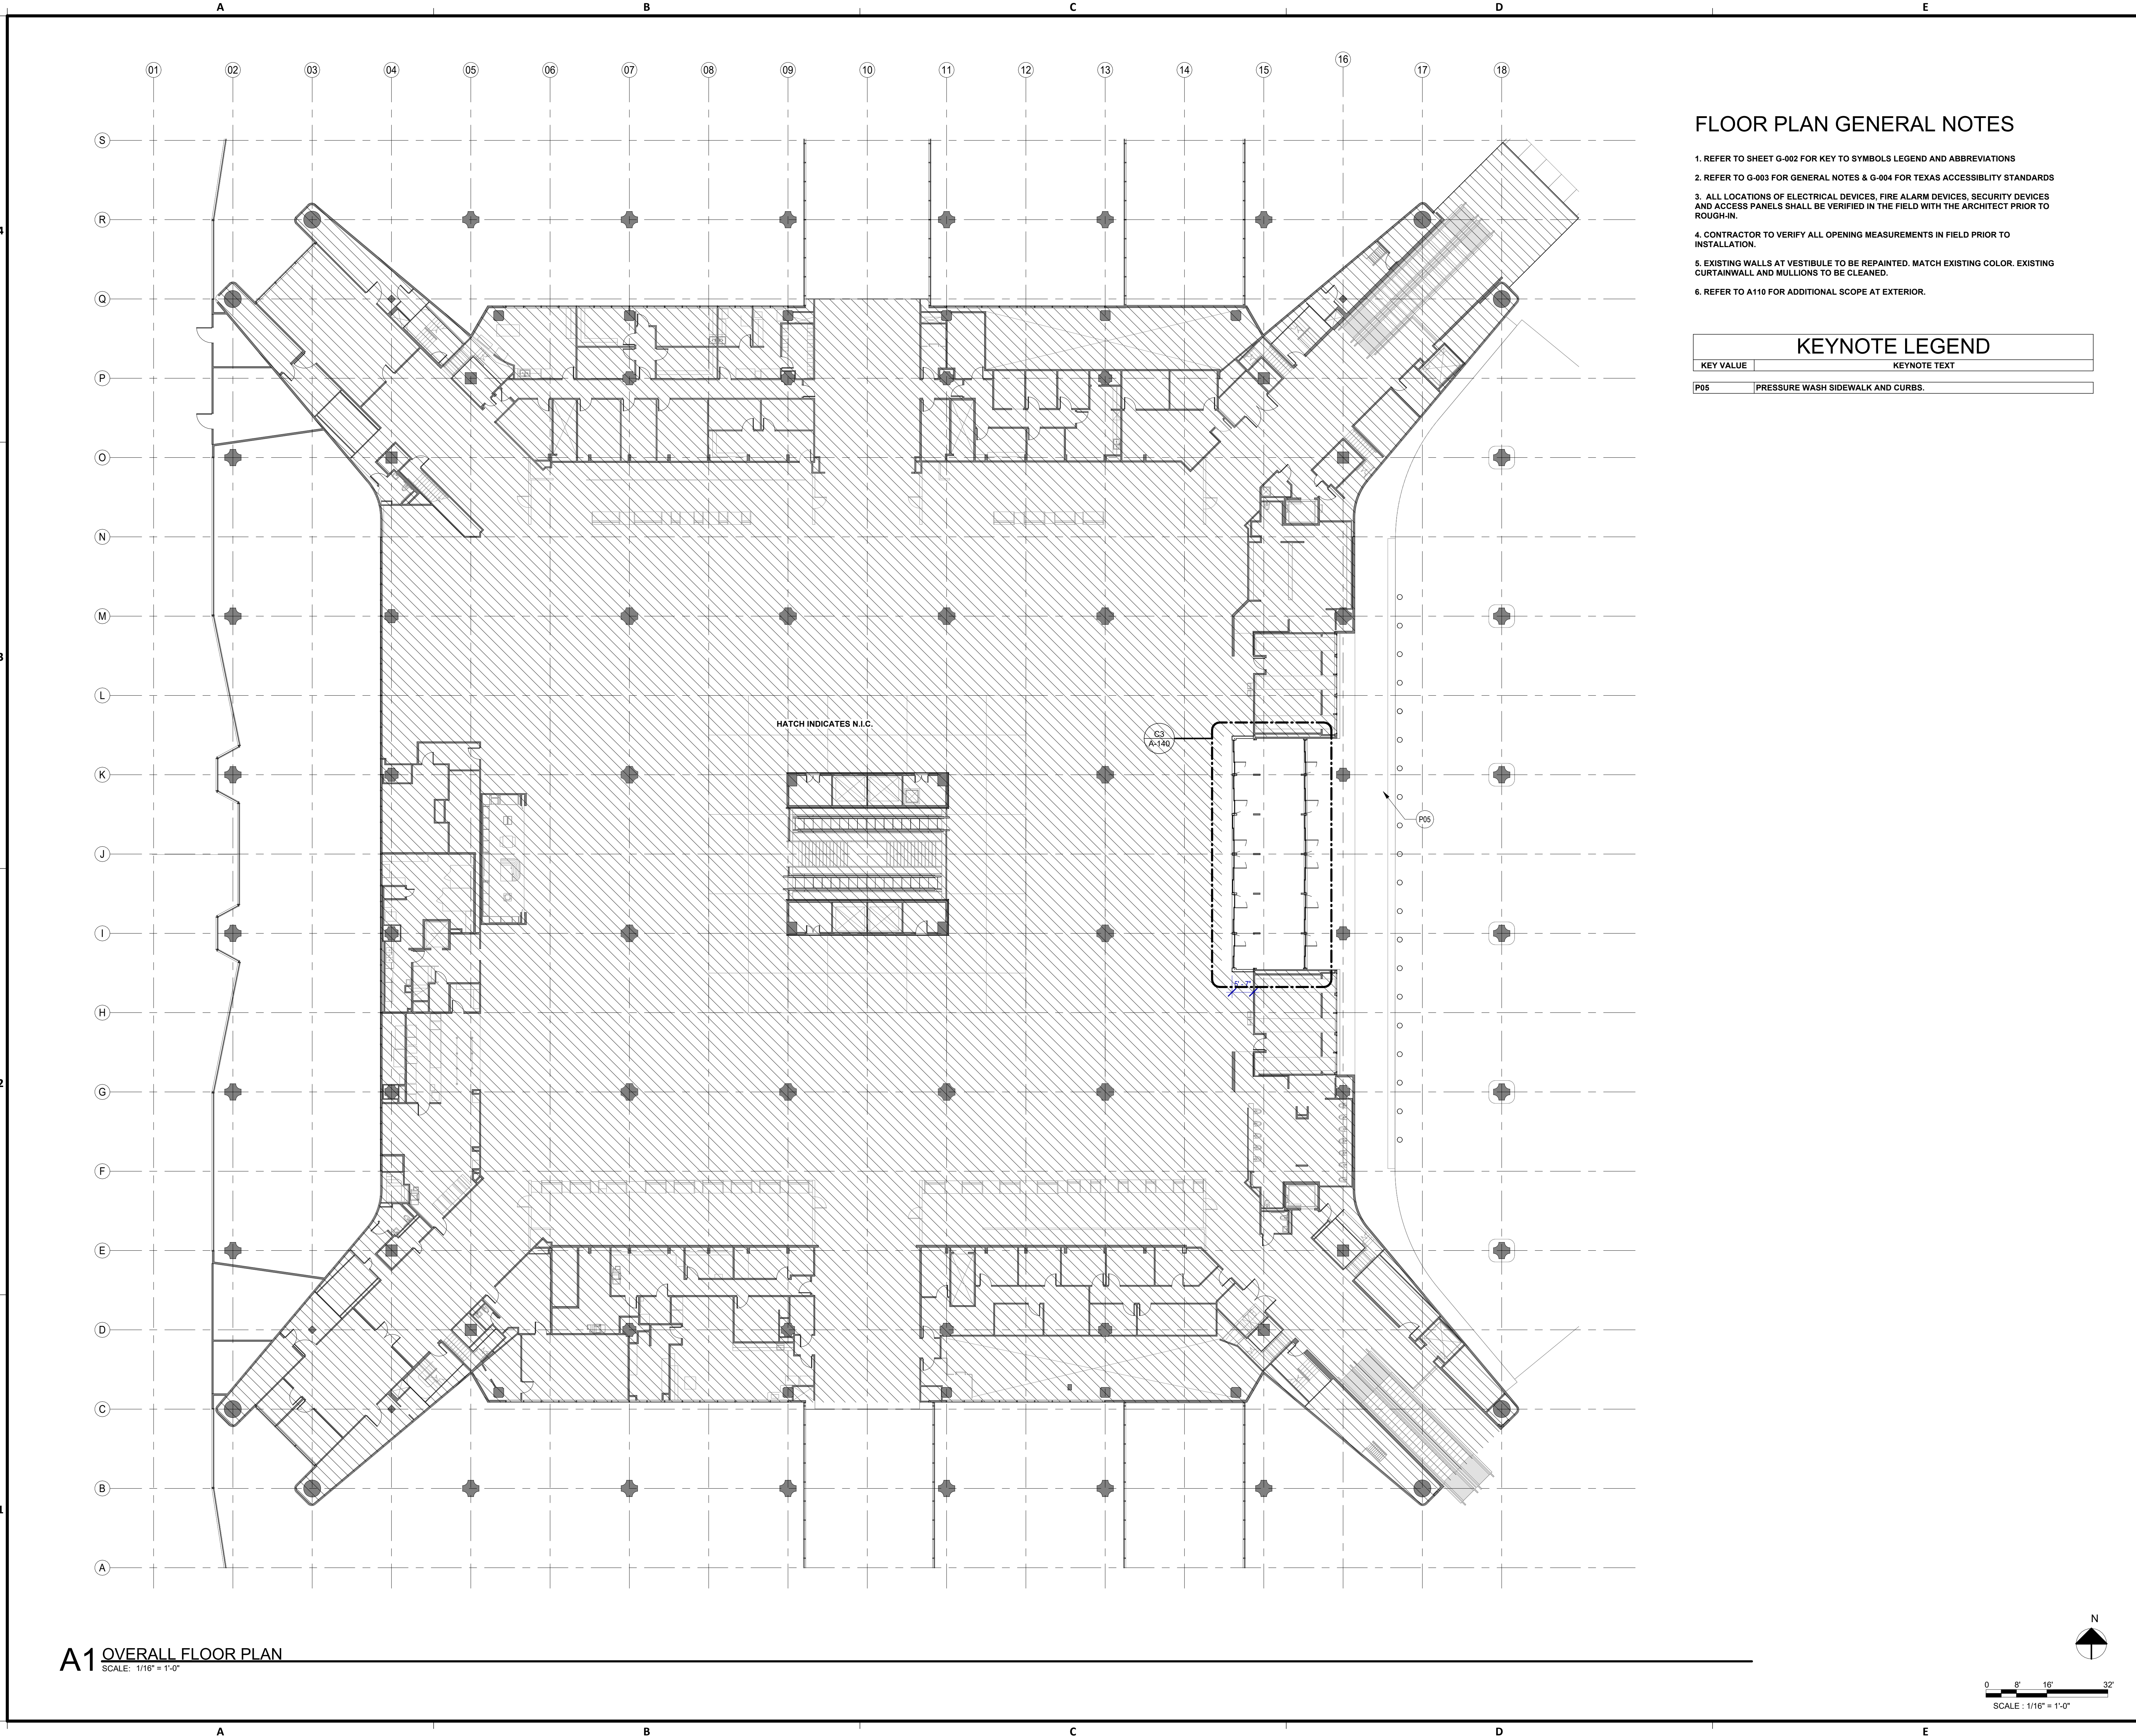 A B C D E
01 02 03 04 05 06 07 08 09 10 11 12 13 14 15 16 17 18
FLOOR PLAN GENERAL NOTES
1. REFER TO SHEET G-002 FOR KEY TO SYMBOLS LEGEND AND ABBREVIATIONS
2. REFER TO G-003 FOR GENERAL NOTES & G-004 FOR TEXAS ACCESSIBLITY STANDARDS
3. ALL LOCATIONS OF ELECTRICAL DEVICES, FIRE ALARM DEVICES, SECURITY DEVICES
AND ACCESS PANELS SHALL BE VERIFIED IN THE FIELD WITH THE ARCHITECT PRIOR TO
ROUGH-IN.
4. CONTRACTOR TO VERIFY ALL OPENING MEASUREMENTS IN FIELD PRIOR TO
INSTALLATION.
5. EXISTING WALLS AT VESTIBULE TO BE REPAINTED. MATCH EXISTING COLOR. EXISTING
CURTAINWALL AND MULLIONS TO BE CLEANED.
6. REFER TO A110 FOR ADDITIONAL SCOPE AT EXTERIOR.
KEYNOTE LEGEND
KEY VALUE KEYNOTE TEXT
P05 PRESSURE WASH SIDEWALK AND CURBS.
S
R
4
Q
P
O
N
M
3
L
HATCH INDICATES N.I.C.
C3
A-140
K
P05
J
I
H
2
G
F
E
D
C
B
1
A
N
A1 OVERALL FLOOR PLAN
SCALE: 1/16" = 1'-0"
0 8' 16' 32'
SCALE : 1/16" = 1'-0"
A B C D E